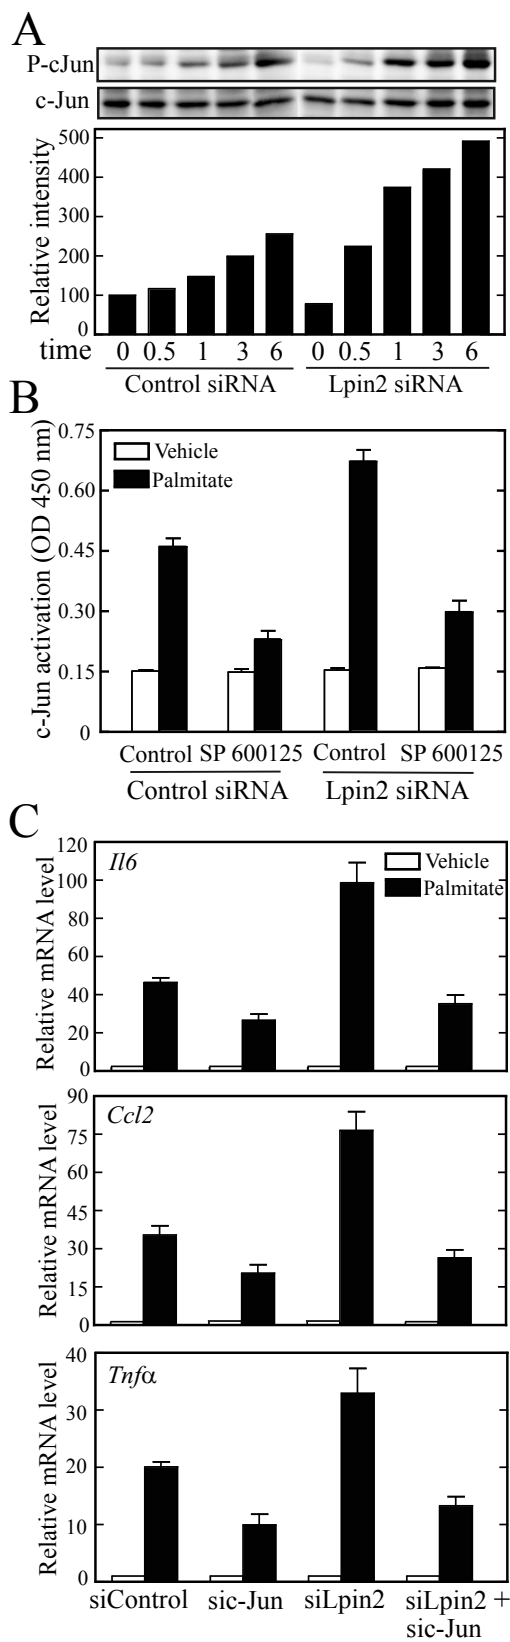 A
P-cJun
c-Jun
Relative intensity
500
400
300
200
100
0
time 0 0.5 1 3 6 0 0.5 1 3 6
Control siRNA Lpin2 siRNA
B
c-Jun activation (OD 450 nm)
0.75
0.60
0.45
0.30
0.15
0
Vehicle
Palmitate
Control SP 600125 Control SP 600125
Control siRNA Lpin2 siRNA
C
Relative mRNA level
120
100
80
60
40
20
0
Il6
Vehicle
Palmitate
Relative mRNA level
90
75
60
45
30
15
0
Ccl2
Relative mRNA level
40
30
20
10
0
Tnfα
siControl sic-Jun siLpin2 siLpin2 +
sic-Jun